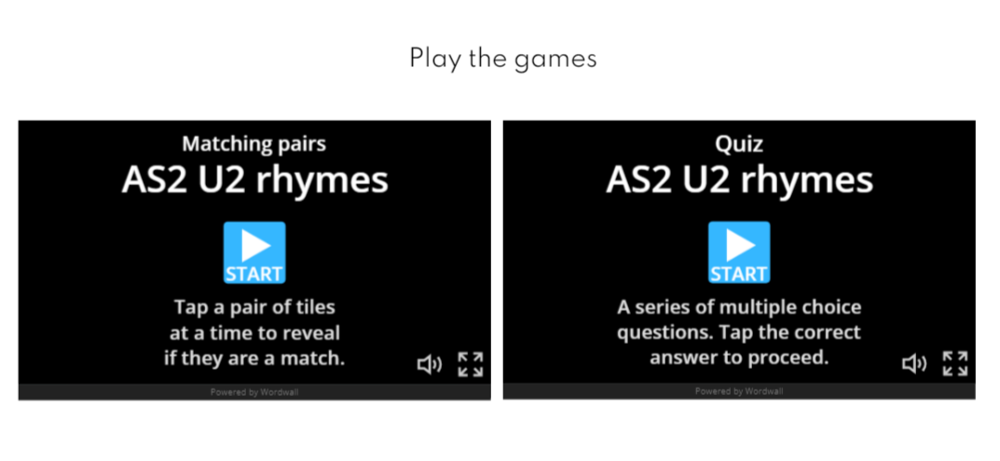 Play the games
Matching pairs
AS2 U2 rhymes
START
Tap a pair of tiles
at a time to reveal
if they are a match.
Powered by Wordwall
Quiz
AS2 U2 rhymes
START
A series of multiple choice
questions. Tap the correct
answer to proceed.
Powered by Wordwall